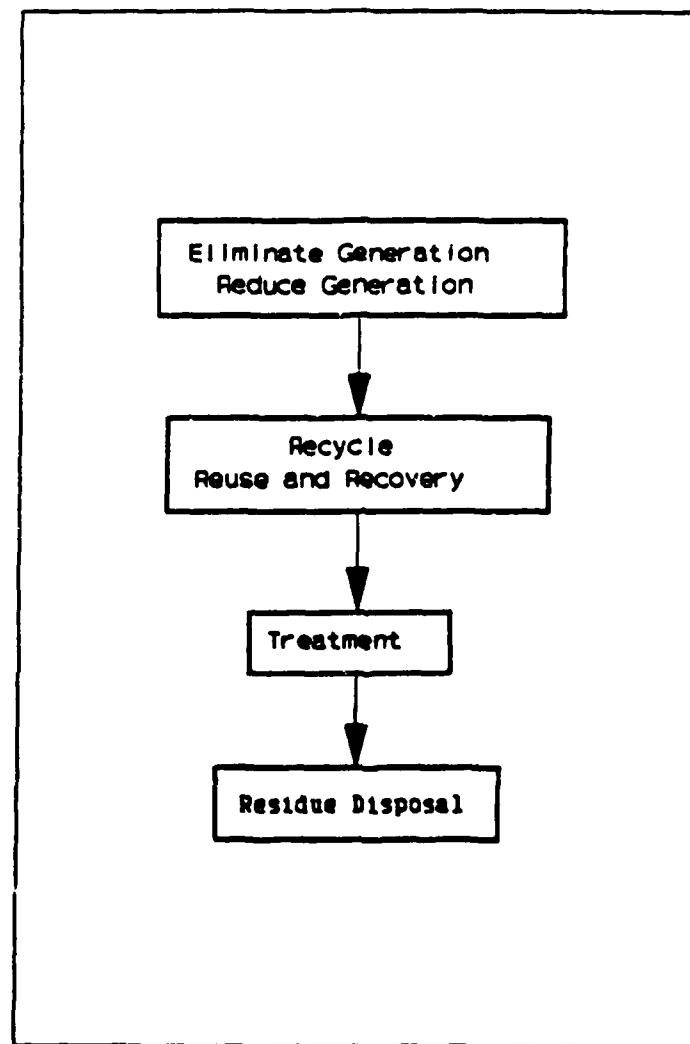 Eliminate Generation
Reduce Generation
Recycle
Reuse and Recovery
Treatment
Residue Disposal